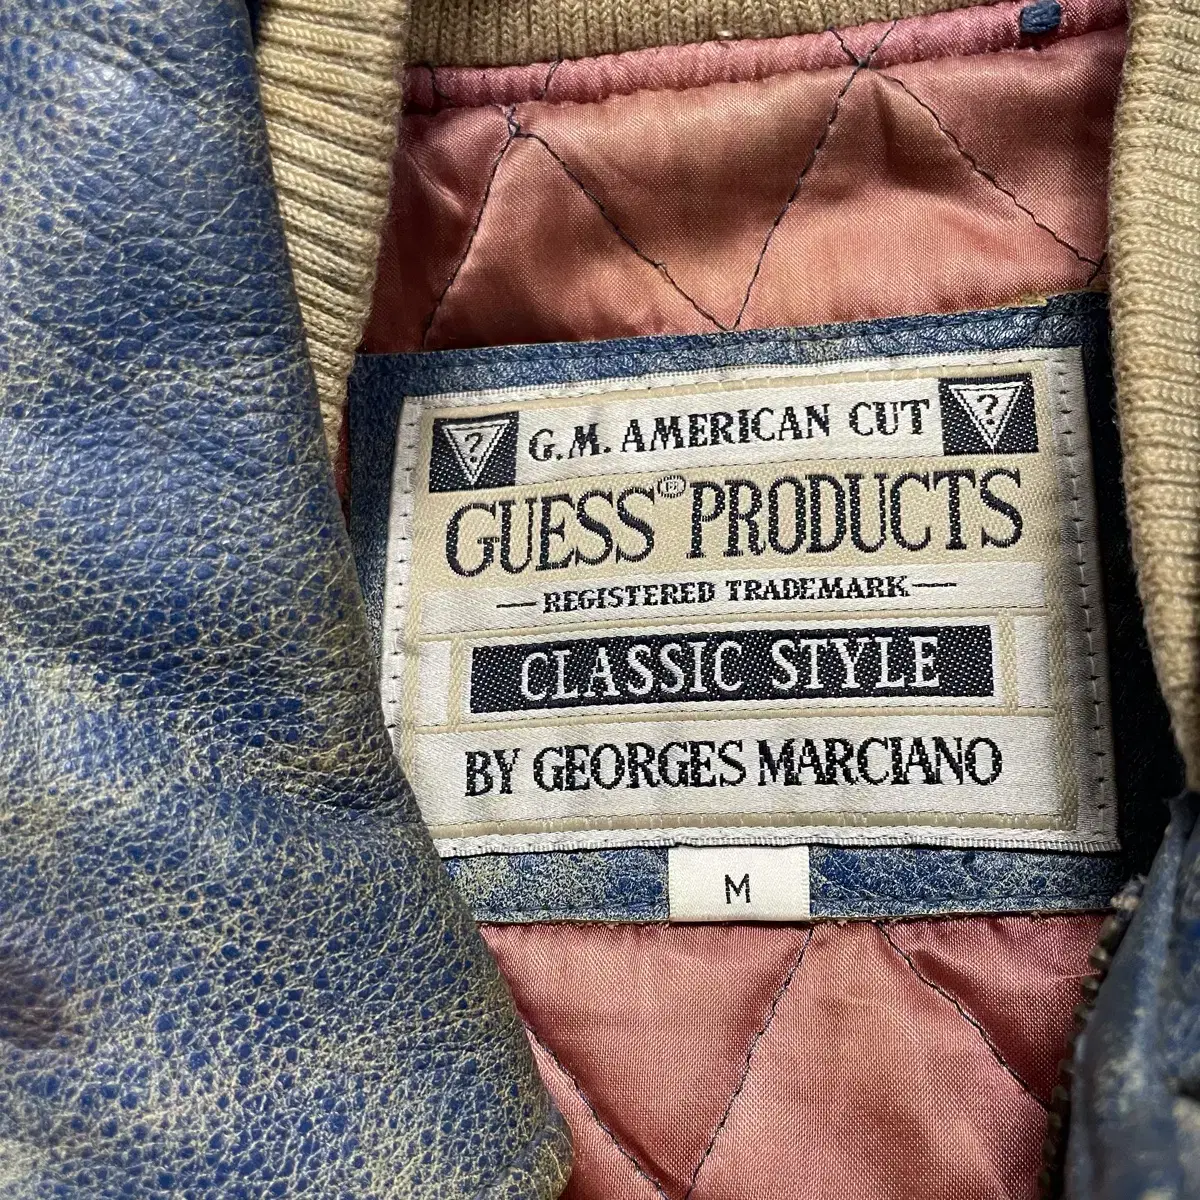 ? G.M. AMERICAN CUT ?
GUESS® PRODUCTS
— REGISTERED TRADEMARK —
CLASSIC STYLE
BY GEORGES MARCIANO
M